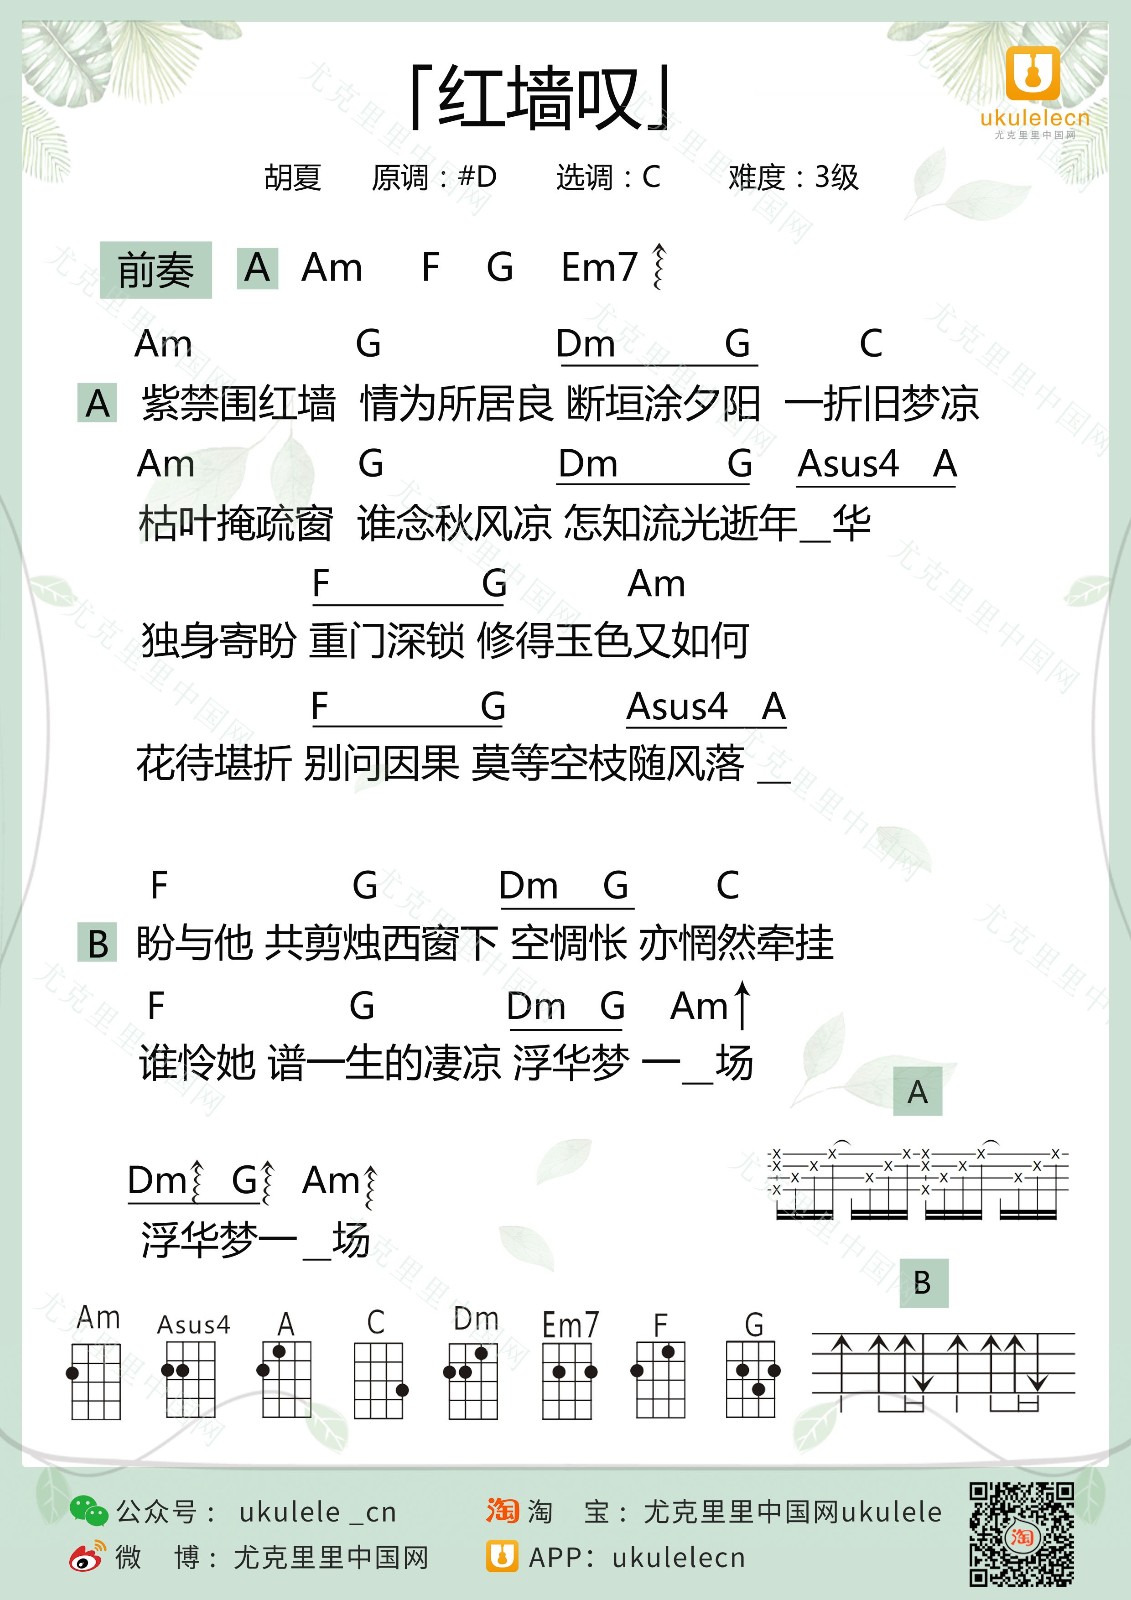 「红墙叹」
ukulelecn
尤克里里中国网
胡夏 原调：#D 选调：C 难度：3级
前奏 A Am F G Em7
Am G Dm G C
A 紫禁围红墙 情为所居良 断垣涂夕阳 一折旧梦凉
Am G Dm G Asus4 A
枯叶掩疏窗 谁念秋风凉 怎知流光逝年_华
F G Am
独身寄盼 重门深锁 修得玉色又如何
F G Asus4 A
花待堪折 别问因果 莫等空枝随风落 _
F G Dm G C
B 盼与他 共剪烛西窗下 空惆怅 亦惘然牵挂
F G Dm G Am
谁怜她 谱一生的凄凉 浮华梦 一_场
A
Dm G Am
浮华梦一_场
B
Am Asus4 A C Dm Em7 F G
公众号： ukulele _cn
淘 宝：尤克里里中国网ukulele
微 博：尤克里里中国网
APP：ukulelecn
淘